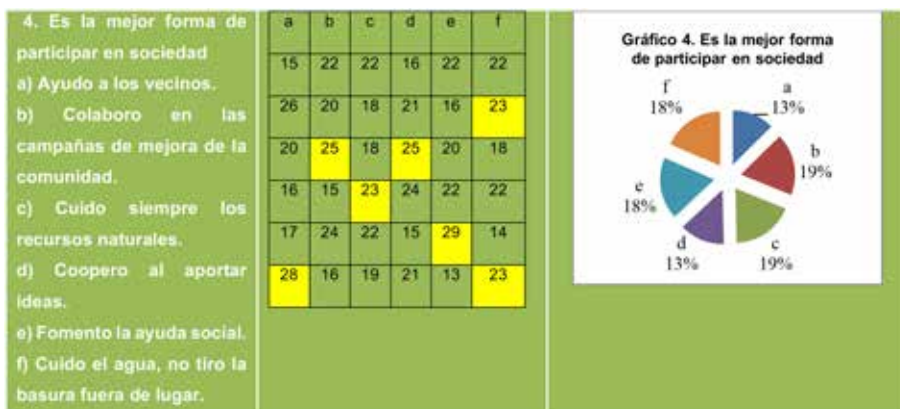 4. Es la mejor forma de
participar en sociedad
a) Ayudo a los vecinos.
b) Colaboro en las
campañas de mejora de la
comunidad.
c) Cuido siempre los
recursos naturales.
d) Coopero al aportar
ideas.
e) Fomento la ayuda social.
f) Cuido el agua, no tiro la
basura fuera de lugar.
a b c d e f
15 22 22 16 22 22
26 20 18 21 16 23
20 25 18 25 20 18
16 15 23 24 22 22
17 24 22 15 29 14
28 16 19 21 13 23
Gráfico 4. Es la mejor forma
de participar en sociedad
f
18%
a
13%
b
19%
e
18%
d
13%
c
19%